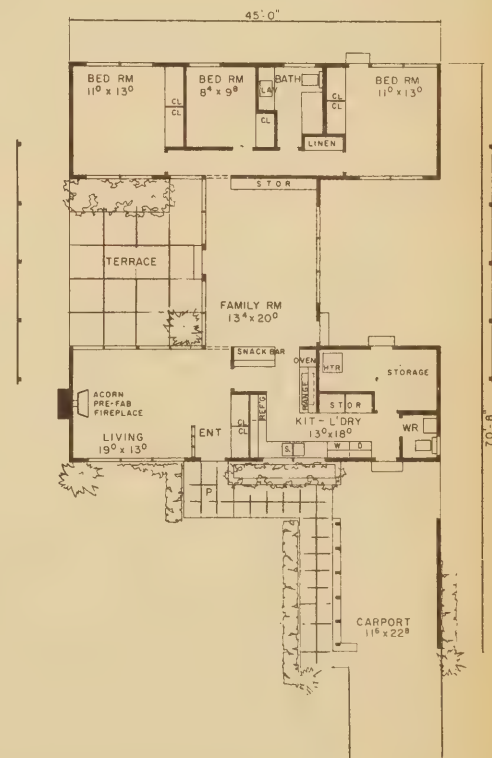 45'-0"
BED RM
11⁰ x 13⁰
CL
CL
BED RM
8⁴ x 9⁸
LAV
BATH
CL
CL
CL
LINEN
BED RM
11⁰ x 13⁰
STOR
TERRACE
FAMILY RM
13⁴ x 20⁰
SNACK BAR
OVEN
RANGE
HTR
STORAGE
ACORN
PRE-FAB
FIREPLACE
LIVING
19⁰ x 13⁰
ENT
CL
CL
REF'G
STOR
KIT - L'DRY
13⁰ x 18⁰
WR
S.
W
D
P
CARPORT
11⁶ x 22⁸
70'-8"